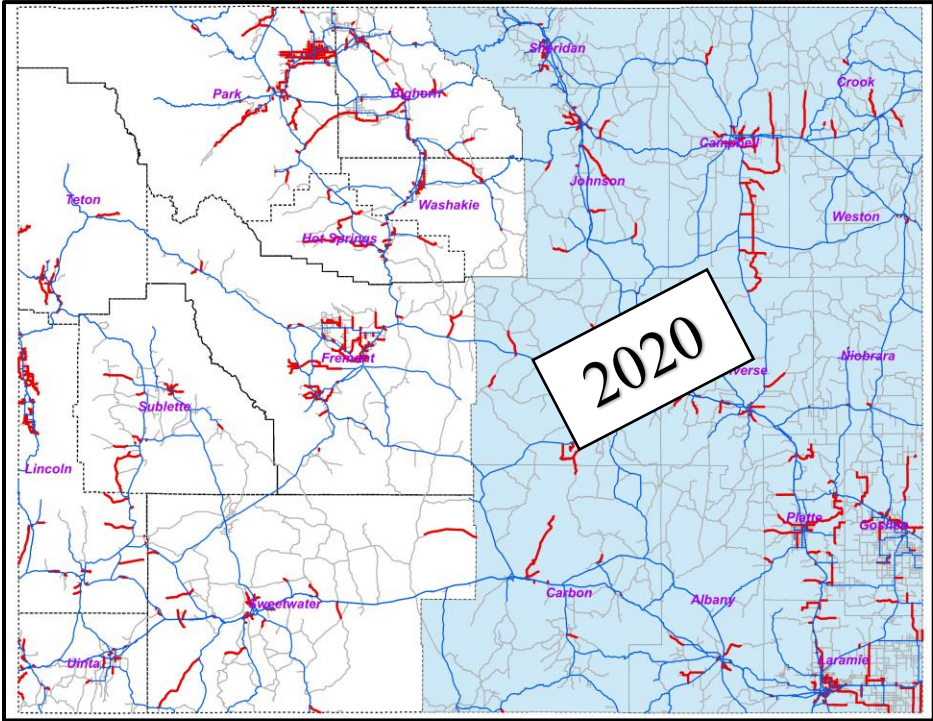 Sheridan
Crook
Park
Bighorn
Campbell
Johnson
Teton
Washakie
Weston
Hot Springs
2020
Fremont
verse
Niobrara
Sublette
Lincoln
Platte
Goshen
Carbon
Albany
Sweetwater
Uinta
Laramie